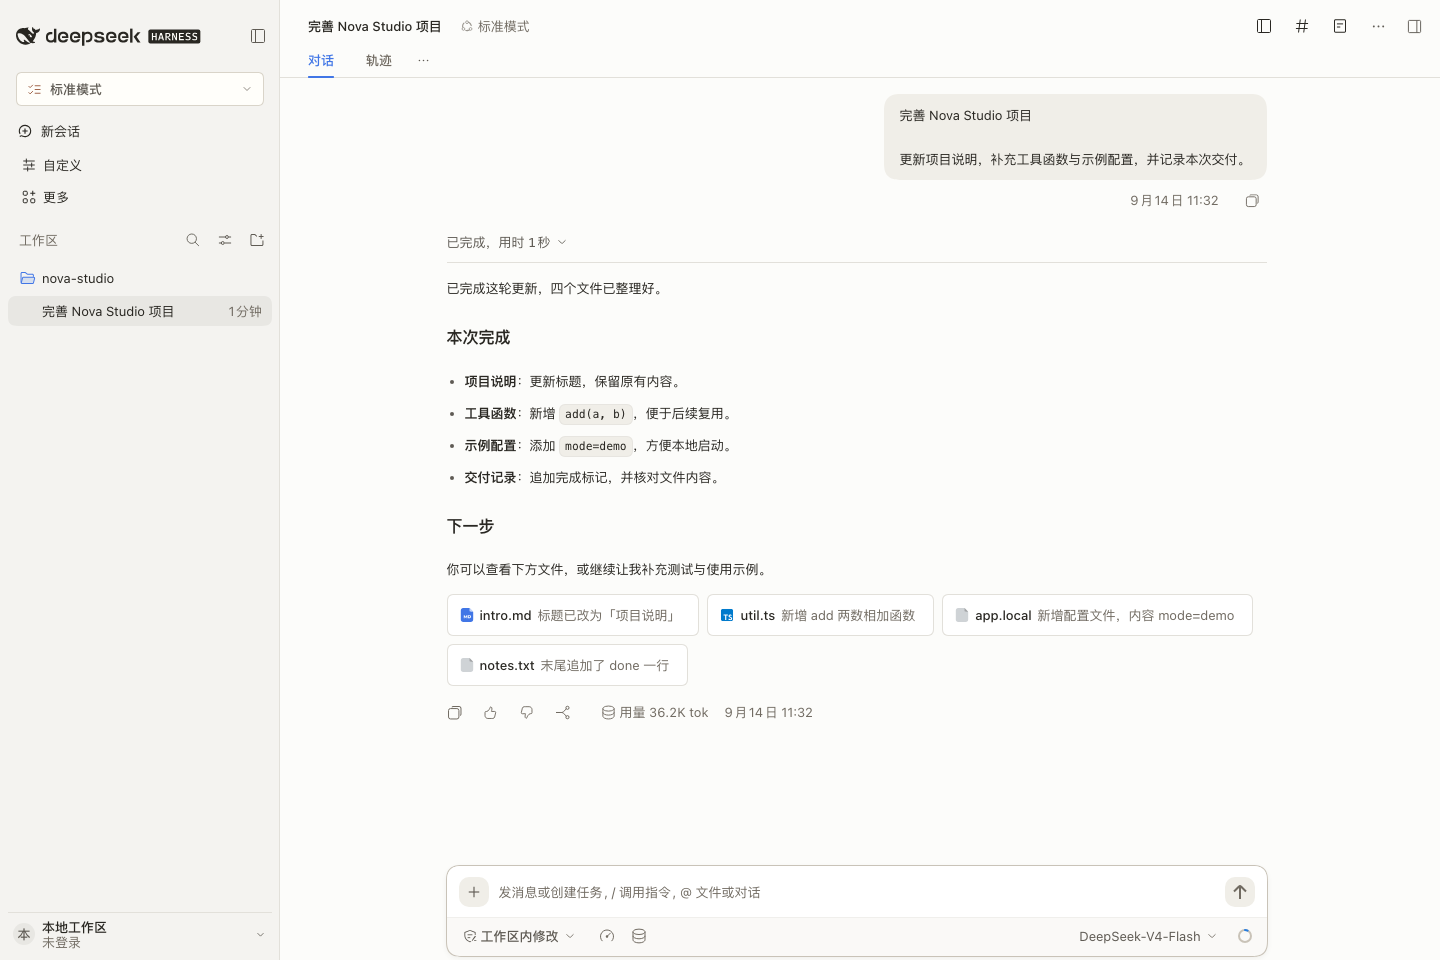 deepseek HARNESS
标准模式
新会话
自定义
更多
工作区
nova-studio
完善 Nova Studio 项目 1分钟
本 本地工作区
未登录
完善 Nova Studio 项目 标准模式
对话 轨迹 ···
完善 Nova Studio 项目
更新项目说明，补充工具函数与示例配置，并记录本次交付。
9月14日 11:32
已完成，用时 1秒
已完成这轮更新，四个文件已整理好。
本次完成
• 项目说明：更新标题，保留原有内容。
• 工具函数：新增 add(a, b)，便于后续复用。
• 示例配置：添加 mode=demo，方便本地启动。
• 交付记录：追加完成标记，并核对文件内容。
下一步
你可以查看下方文件，或继续让我补充测试与使用示例。
intro.md 标题已改为「项目说明」
util.ts 新增 add 两数相加函数
app.local 新增配置文件，内容 mode=demo
notes.txt 末尾追加了 done 一行
用量 36.2K tok 9月14日 11:32
发消息或创建任务, / 调用指令, @ 文件或对话
工作区内修改 DeepSeek-V4-Flash